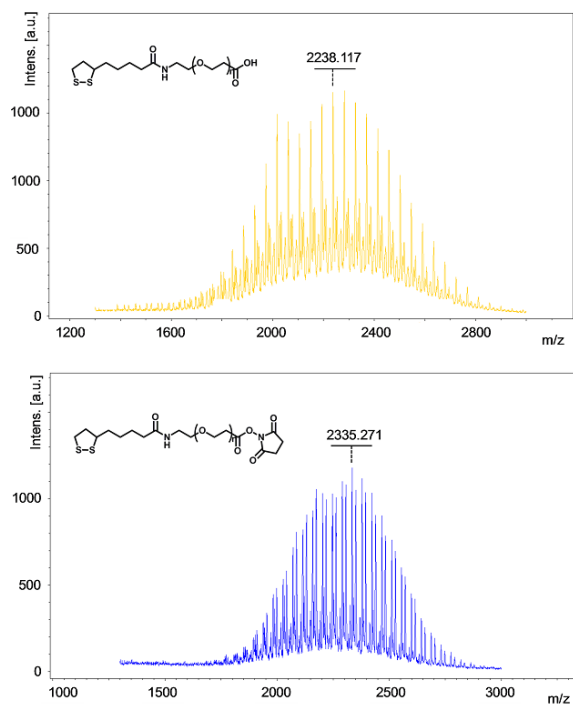 Intens. [a.u.]
2238.117
O
N
H
O
n
OH
O
S-S
1000
500
0
1200
1600
2000
2400
2800
m/z
Intens. [a.u.]
2335.271
O
N
H
O
O
O
N
O
O
S-S
1000
500
0
1000
1500
2000
2500
3000
m/z